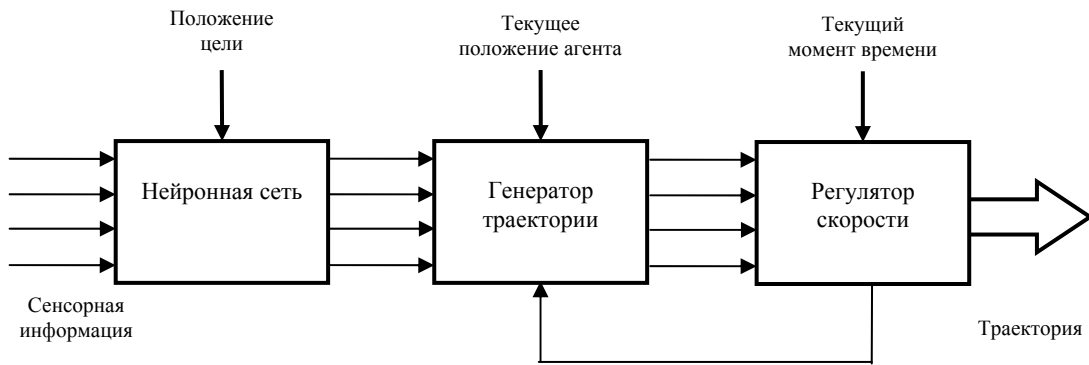 Положение
цели
Текущее
положение агента
Текущий
момент времени
Нейронная сеть
Генератор
траектории
Регулятор
скорости
Сенсорная
информация
Траектория